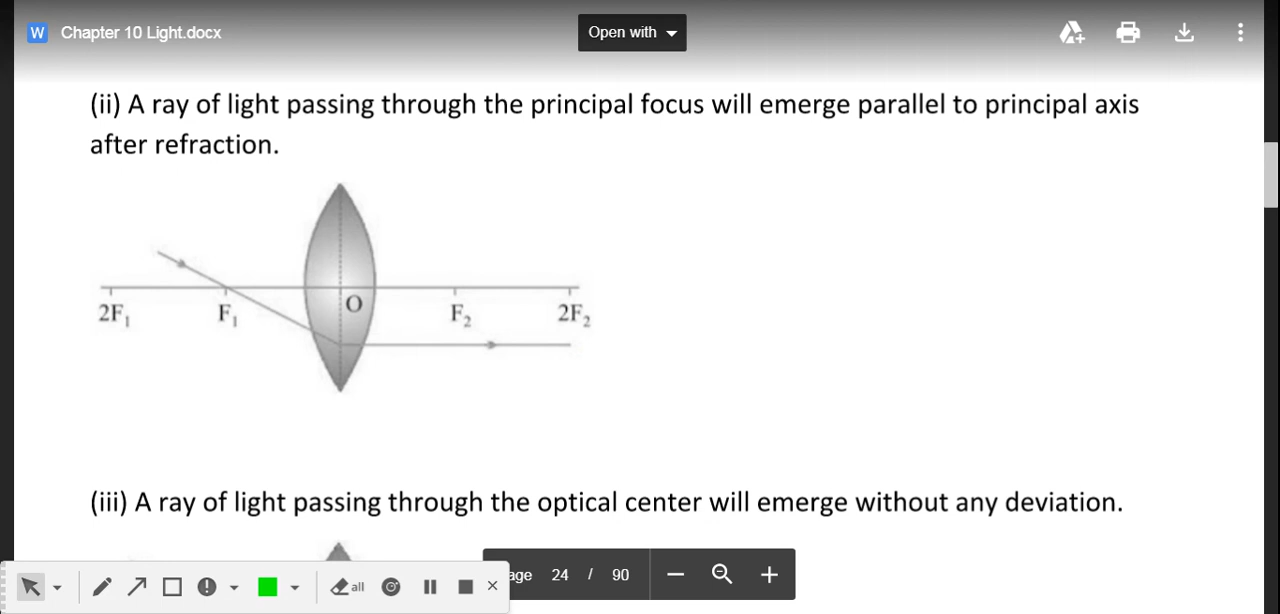 W Chapter 10 Light.docx
Open with
(ii) A ray of light passing through the principal focus will emerge parallel to principal axis
after refraction.
O
2F₁ F₁ F₂ 2F₂
(iii) A ray of light passing through the optical center will emerge without any deviation.
all age 24 / 90